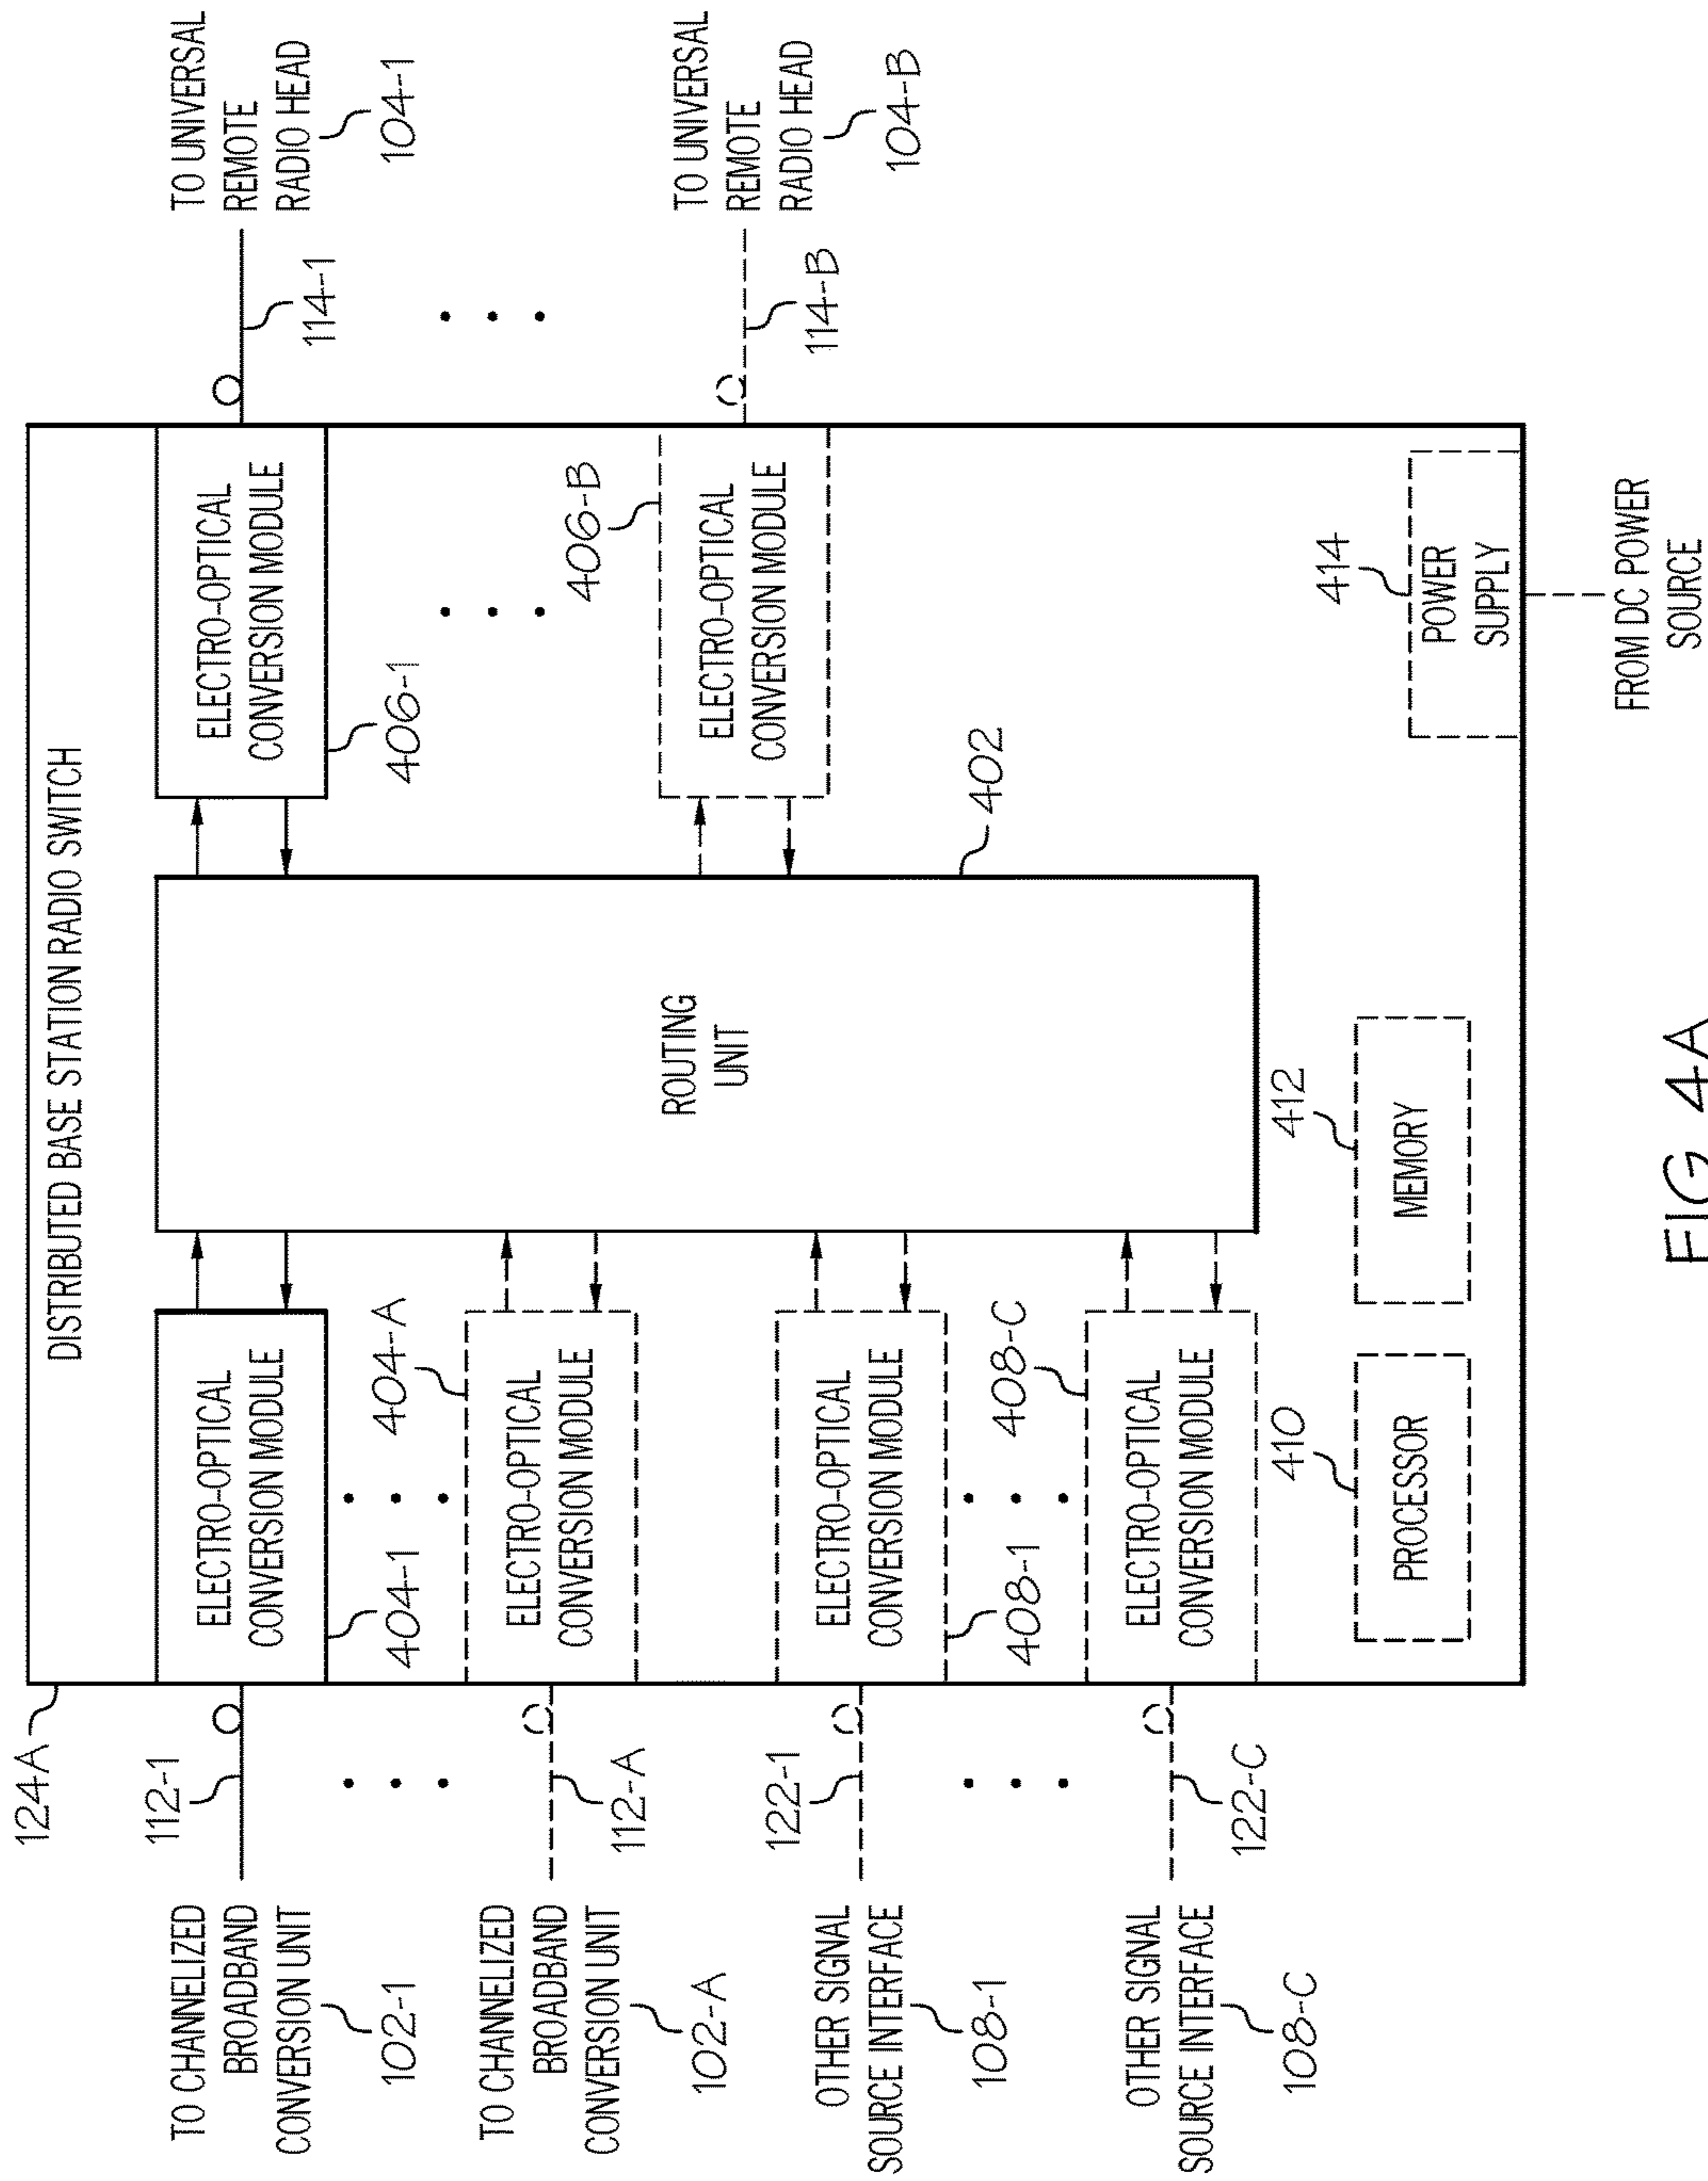 DISTRIBUTED BASE STATION RADIO SWITCH
124A
TO CHANNELIZED
BROADBAND
CONVERSION UNIT
102-1
112-1
ELECTRO-OPTICAL
CONVERSION MODULE
404-1
TO CHANNELIZED
BROADBAND
CONVERSION UNIT
102-A
112-A
ELECTRO-OPTICAL
CONVERSION MODULE
404-A
OTHER SIGNAL
SOURCE INTERFACE
108-1
122-1
ELECTRO-OPTICAL
CONVERSION MODULE
408-1
OTHER SIGNAL
SOURCE INTERFACE
108-C
122-C
ELECTRO-OPTICAL
CONVERSION MODULE
408-C
ROUTING
UNIT
402
ELECTRO-OPTICAL
CONVERSION MODULE
406-1
114-1
TO UNIVERSAL
REMOTE
RADIO HEAD
104-1
ELECTRO-OPTICAL
CONVERSION MODULE
406-B
114-B
TO UNIVERSAL
REMOTE
RADIO HEAD
104-B
PROCESSOR
410
MEMORY
412
POWER
SUPPLY
414
FROM DC POWER
SOURCE
FIG 4A